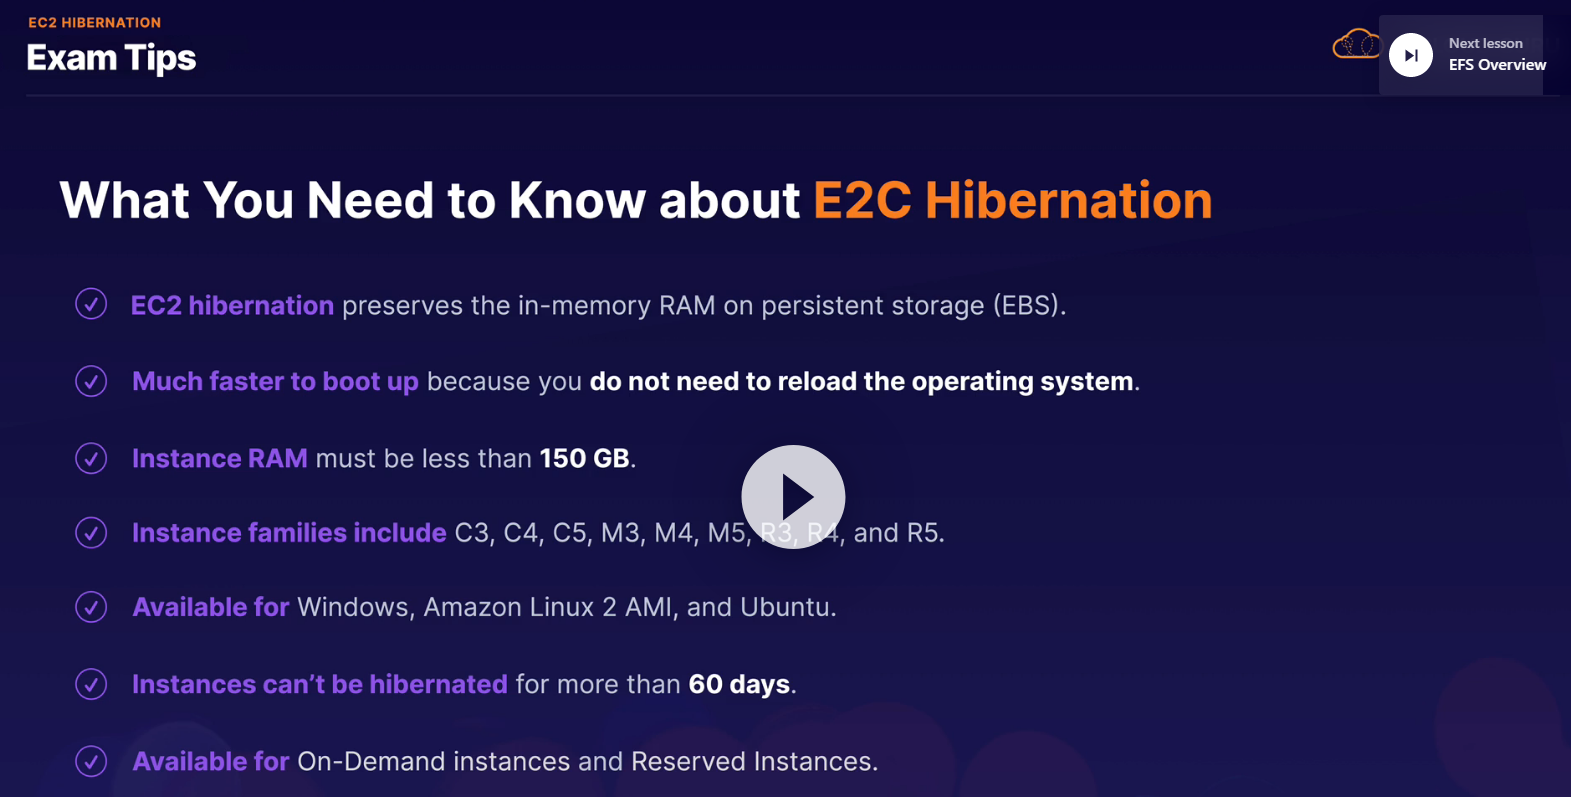 EC2 HIBERNATION
Exam Tips
Next lesson
EFS Overview
What You Need to Know about E2C Hibernation
EC2 hibernation preserves the in-memory RAM on persistent storage (EBS).
Much faster to boot up because you do not need to reload the operating system.
Instance RAM must be less than 150 GB.
Instance families include C3, C4, C5, M3, M4, M5, R3, R4, and R5.
Available for Windows, Amazon Linux 2 AMI, and Ubuntu.
Instances can’t be hibernated for more than 60 days.
Available for On-Demand instances and Reserved Instances.